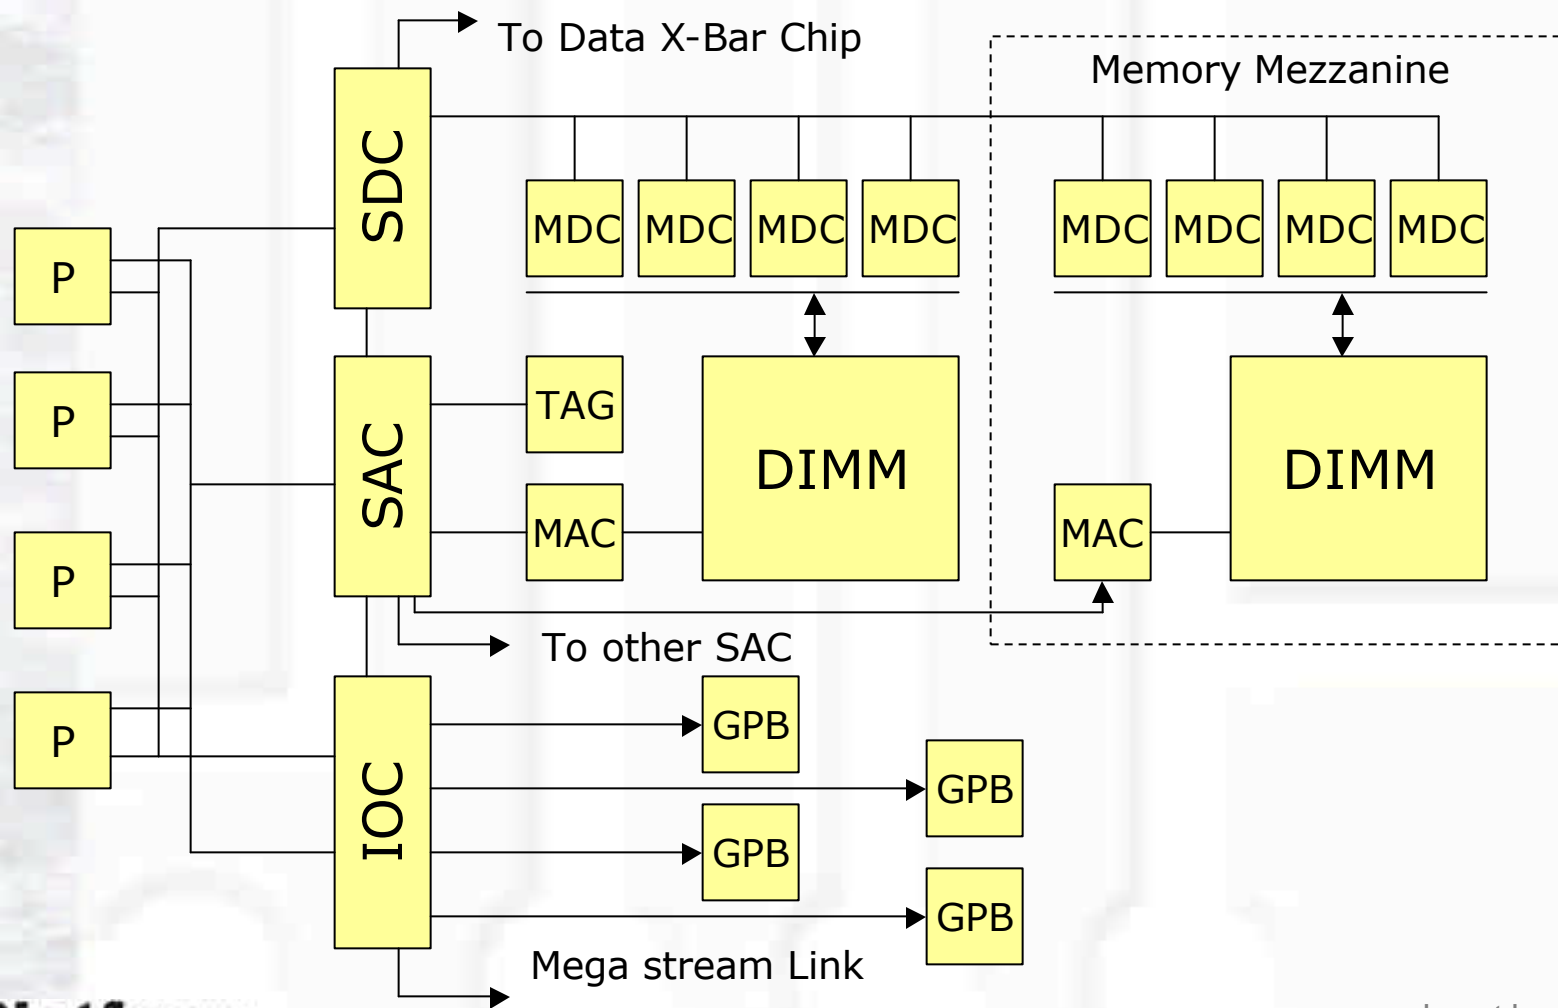 To Data X-Bar Chip
Memory Mezzanine
SDC
MDC
MDC
MDC
MDC
MDC
MDC
MDC
MDC
P
P
P
P
SAC
TAG
MAC
DIMM
MAC
DIMM
To other SAC
IOC
GPB
GPB
GPB
GPB
Mega stream Link